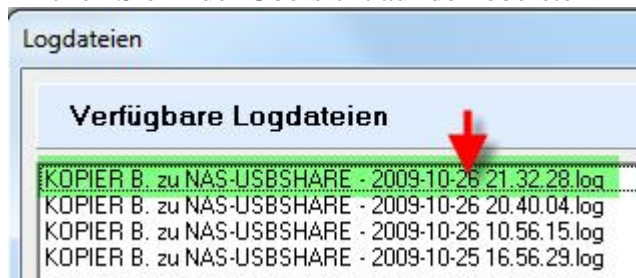 Logdateien
Verfügbare Logdateien
KOPIER B. zu NAS-USBSHARE - 2009-10-26 21.32.28.log
KOPIER B. zu NAS-USBSHARE - 2009-10-26 20.40.04.log
KOPIER B. zu NAS-USBSHARE - 2009-10-26 10.56.15.log
KOPIER B. zu NAS-USBSHARE - 2009-10-25 16.56.29.log